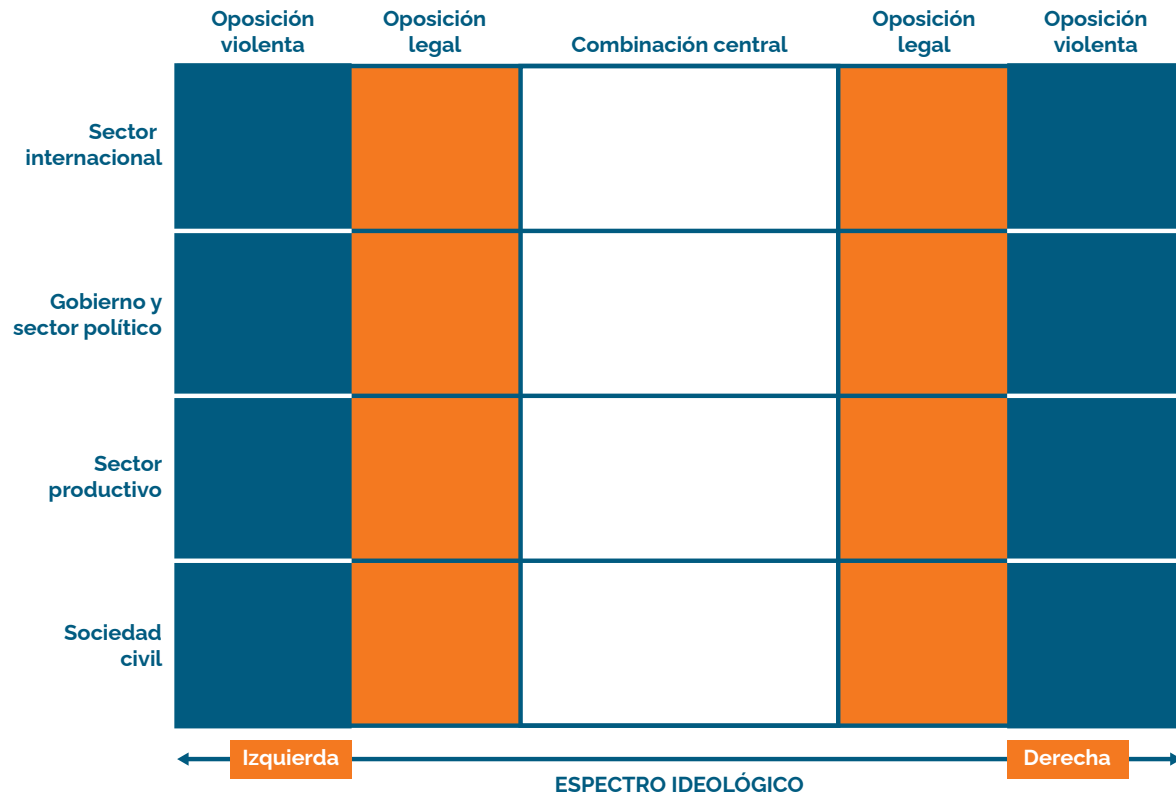 Oposición
violenta
Oposición
legal
Combinación central
Oposición
legal
Oposición
violenta
Sector
internacional
Gobierno y
sector político
Sector
productivo
Sociedad
civil
Izquierda
Derecha
ESPECTRO IDEOLÓGICO